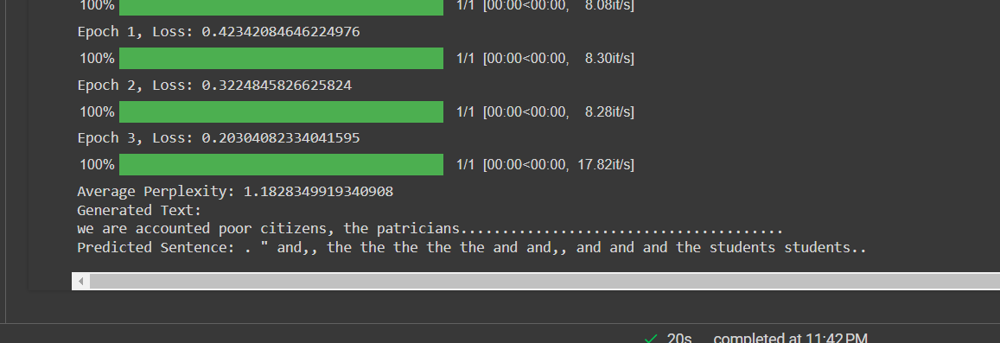 100% 1/1 [00:00<00:00, 8.08it/s]
Epoch 1, Loss: 0.42342084646224976
100% 1/1 [00:00<00:00, 8.30it/s]
Epoch 2, Loss: 0.3224845826625824
100% 1/1 [00:00<00:00, 8.28it/s]
Epoch 3, Loss: 0.20304082334041595
100% 1/1 [00:00<00:00, 17.82it/s]
Average Perplexity: 1.1828349919340908
Generated Text:
we are accounted poor citizens, the patricians.......................................
Predicted Sentence: . " and,, the the the the the and and,, and and and the students students..
20s completed at 11:42 PM